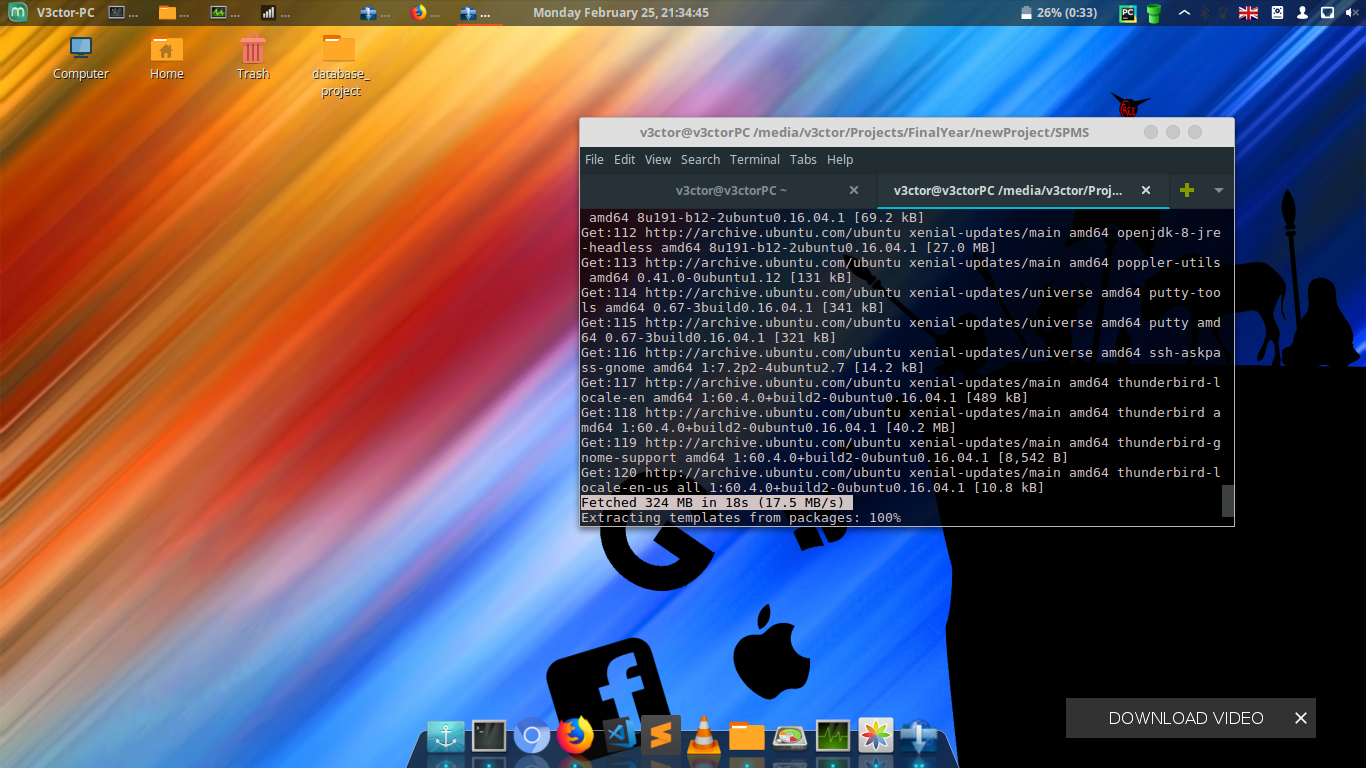 V3ctor-PC ... ... ... ... ... ... ... Monday February 25, 21:34:45 26% (0:33) PC
Computer
Home
Trash
database_
project
FREE
v3ctor@v3ctorPC /media/v3ctor/Projects/FinalYear/newProject/SPMS
File Edit View Search Terminal Tabs Help
v3ctor@v3ctorPC ~
v3ctor@v3ctorPC /media/v3ctor/Proj...
amd64 8u191-b12-2ubuntu0.16.04.1 [69.2 kB]
Get:112 http://archive.ubuntu.com/ubuntu xenial-updates/main amd64 openjdk-8-jre
-headless amd64 8u191-b12-2ubuntu0.16.04.1 [27.0 MB]
Get:113 http://archive.ubuntu.com/ubuntu xenial-updates/main amd64 poppler-utils
amd64 0.41.0-0ubuntu1.12 [131 kB]
Get:114 http://archive.ubuntu.com/ubuntu xenial-updates/universe amd64 putty-too
ls amd64 0.67-3build0.16.04.1 [341 kB]
Get:115 http://archive.ubuntu.com/ubuntu xenial-updates/universe amd64 putty amd
64 0.67-3build0.16.04.1 [321 kB]
Get:116 http://archive.ubuntu.com/ubuntu xenial-updates/universe amd64 ssh-askpa
ss-gnome amd64 1:7.2p2-4ubuntu2.7 [14.2 kB]
Get:117 http://archive.ubuntu.com/ubuntu xenial-updates/main amd64 thunderbird-l
ocale-en amd64 1:60.4.0+build2-0ubuntu0.16.04.1 [489 kB]
Get:118 http://archive.ubuntu.com/ubuntu xenial-updates/main amd64 thunderbird a
md64 1:60.4.0+build2-0ubuntu0.16.04.1 [40.2 MB]
Get:119 http://archive.ubuntu.com/ubuntu xenial-updates/main amd64 thunderbird-g
nome-support amd64 1:60.4.0+build2-0ubuntu0.16.04.1 [8,542 B]
Get:120 http://archive.ubuntu.com/ubuntu xenial-updates/main amd64 thunderbird-l
ocale-en-us all 1:60.4.0+build2-0ubuntu0.16.04.1 [10.8 kB]
Fetched 324 MB in 18s (17.5 MB/s)
Extracting templates from packages: 100%
DOWNLOAD VIDEO